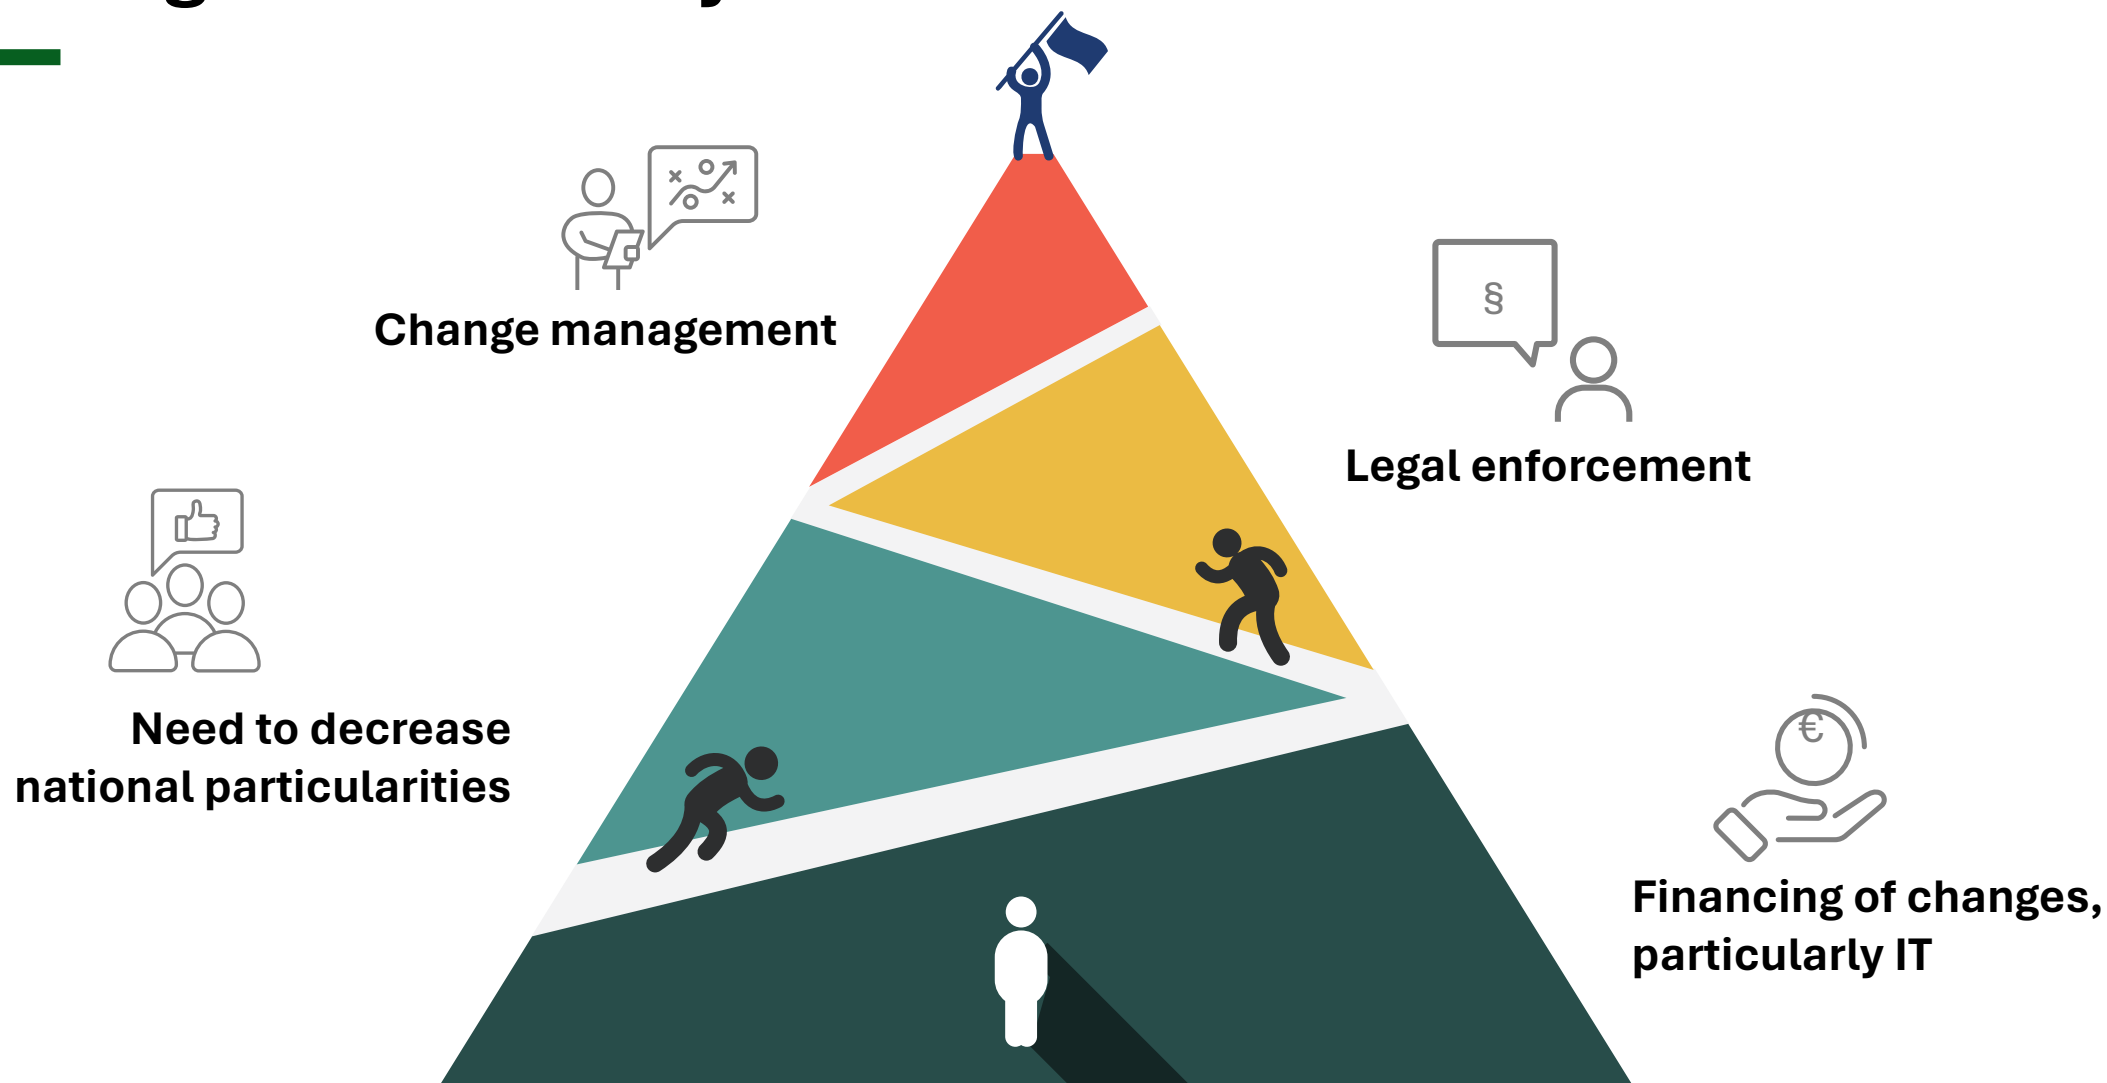 Change management
§
Legal enforcement
Need to decrease
national particularities
€
Financing of changes,
particularly IT